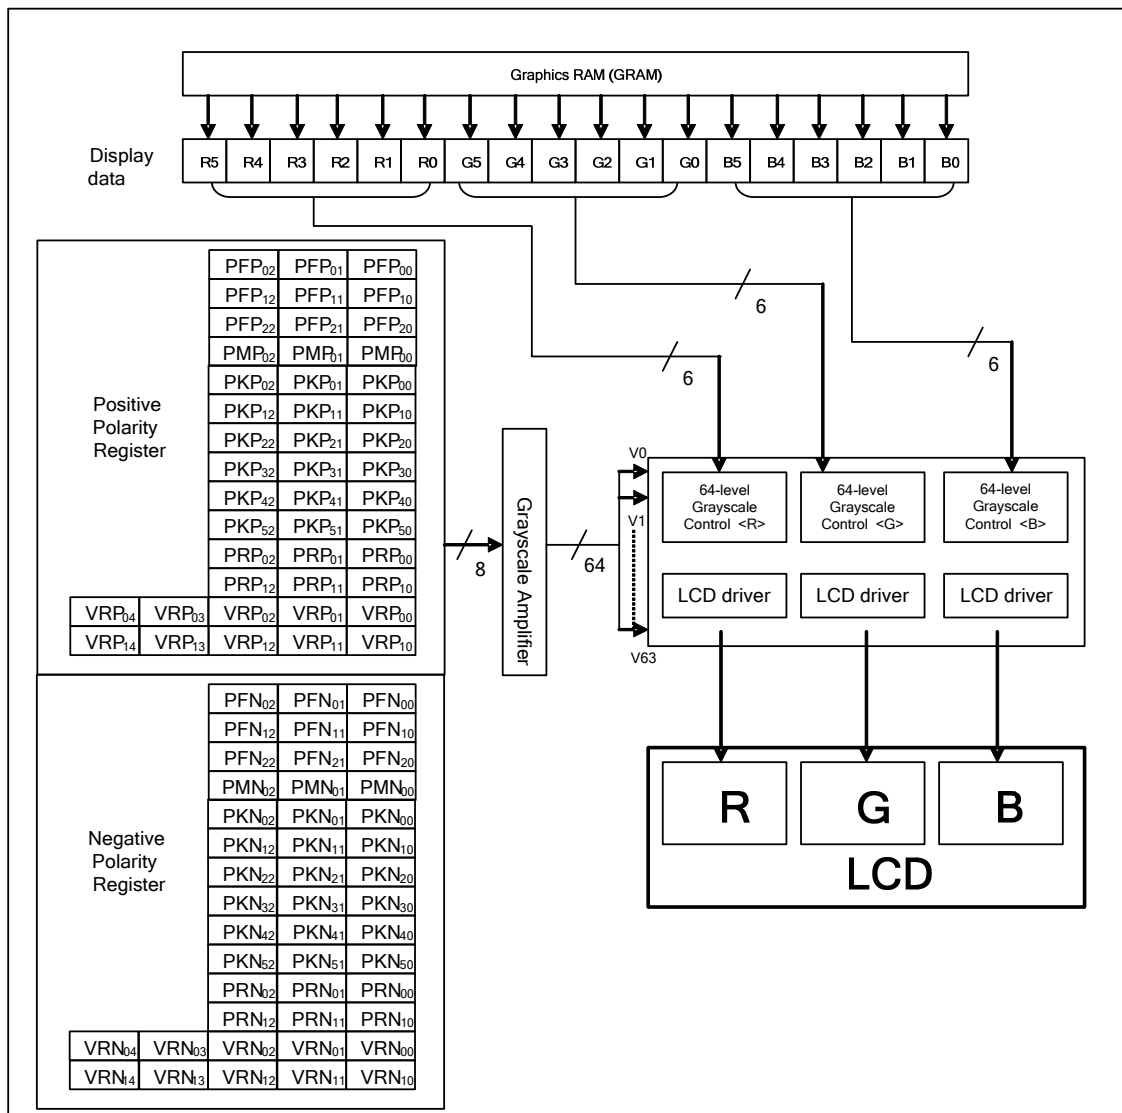 Graphics RAM (GRAM)
Display data
R5 R4 R3 R2 R1 R0 G5 G4 G3 G2 G1 G0 B5 B4 B3 B2 B1 B0
6
6
6
Positive
Polarity
Register
PFP02 PFP01 PFP00
PFP12 PFP11 PFP10
PFP22 PFP21 PFP20
PMP02 PMP01 PMP00
PKP02 PKP01 PKP00
PKP12 PKP11 PKP10
PKP22 PKP21 PKP20
PKP32 PKP31 PKP30
PKP42 PKP41 PKP40
PKP52 PKP51 PKP50
PRP02 PRP01 PRP00
PRP12 PRP11 PRP10
VRP04 VRP03 VRP02 VRP01 VRP00
VRP14 VRP13 VRP12 VRP11 VRP10
8
Grayscale Amplifier
64
V0
V1
V63
64-level
Grayscale
Control <R>
64-level
Grayscale
Control <G>
64-level
Grayscale
Control <B>
LCD driver
LCD driver
LCD driver
Negative
Polarity
Register
PFN02 PFN01 PFN00
PFN12 PFN11 PFN10
PFN22 PFN21 PFN20
PMN02 PMN01 PMN00
PKN02 PKN01 PKN00
PKN12 PKN11 PKN10
PKN22 PKN21 PKN20
PKN32 PKN31 PKN30
PKN42 PKN41 PKN40
PKN52 PKN51 PKN50
PRN02 PRN01 PRN00
PRN12 PRN11 PRN10
VRN04 VRN03 VRN02 VRN01 VRN00
VRN14 VRN13 VRN12 VRN11 VRN10
R G B
LCD